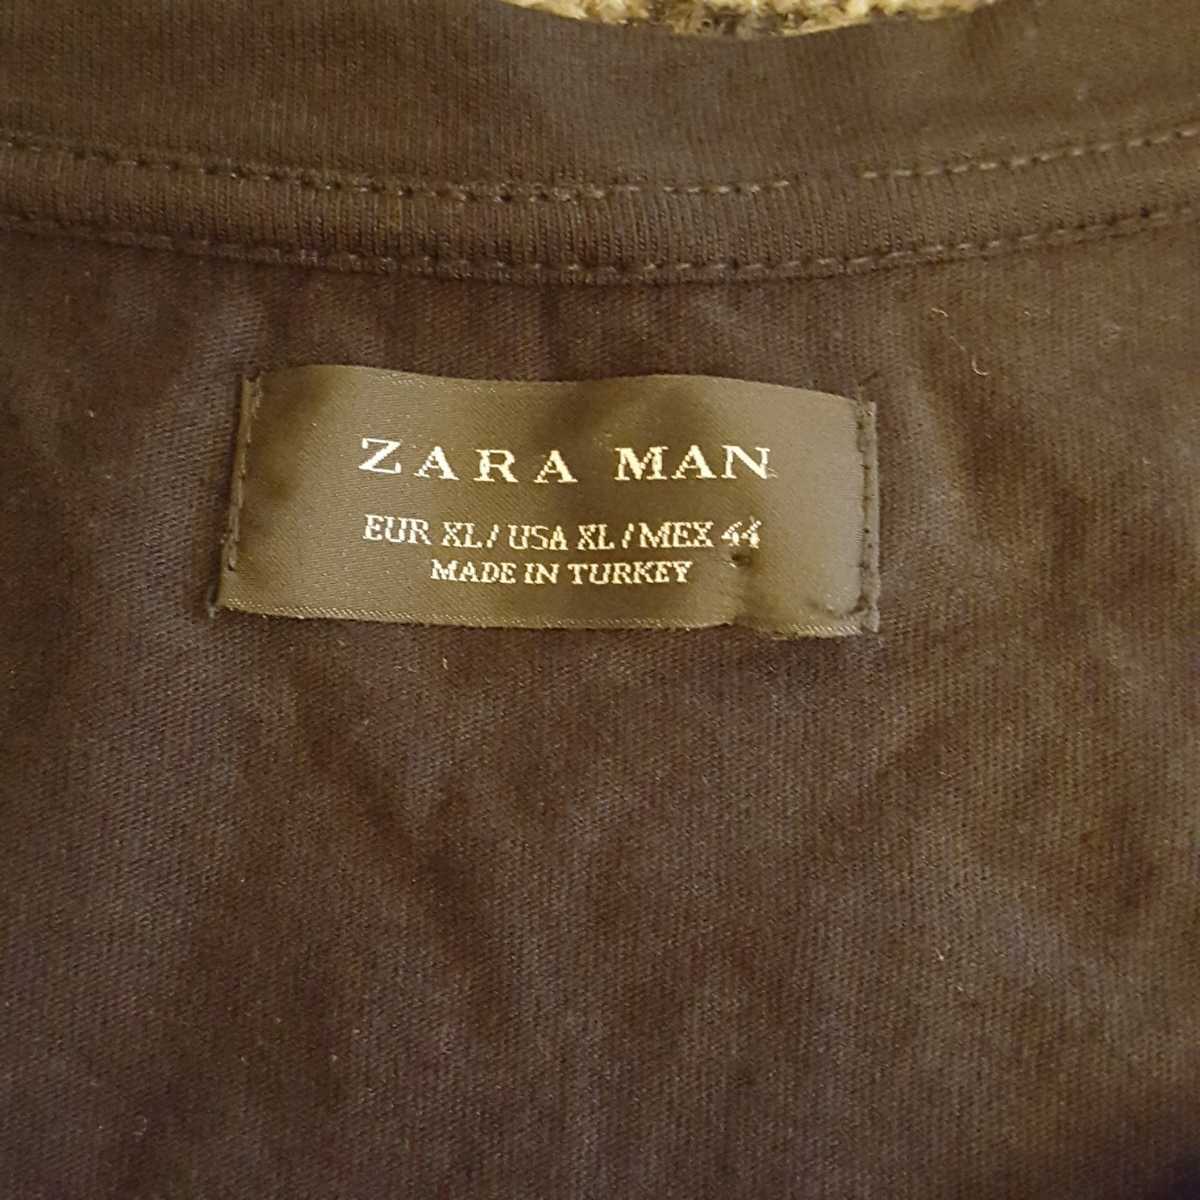 ZARA MAN
EUR XL / USA XL / MEX 44
MADE IN TURKEY